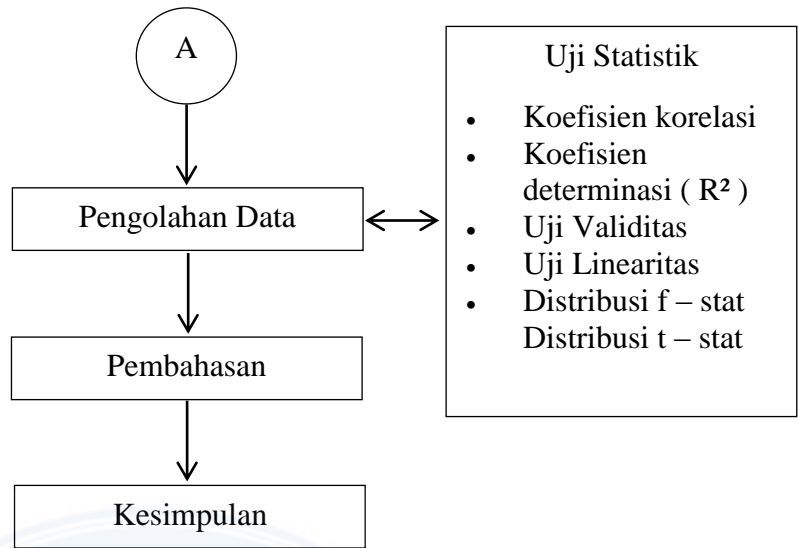 A
Pengolahan Data
Pembahasan
Kesimpulan
Uji Statistik
• Koefisien korelasi
• Koefisien
determinasi ( R² )
• Uji Validitas
• Uji Linearitas
• Distribusi f – stat
Distribusi t – stat